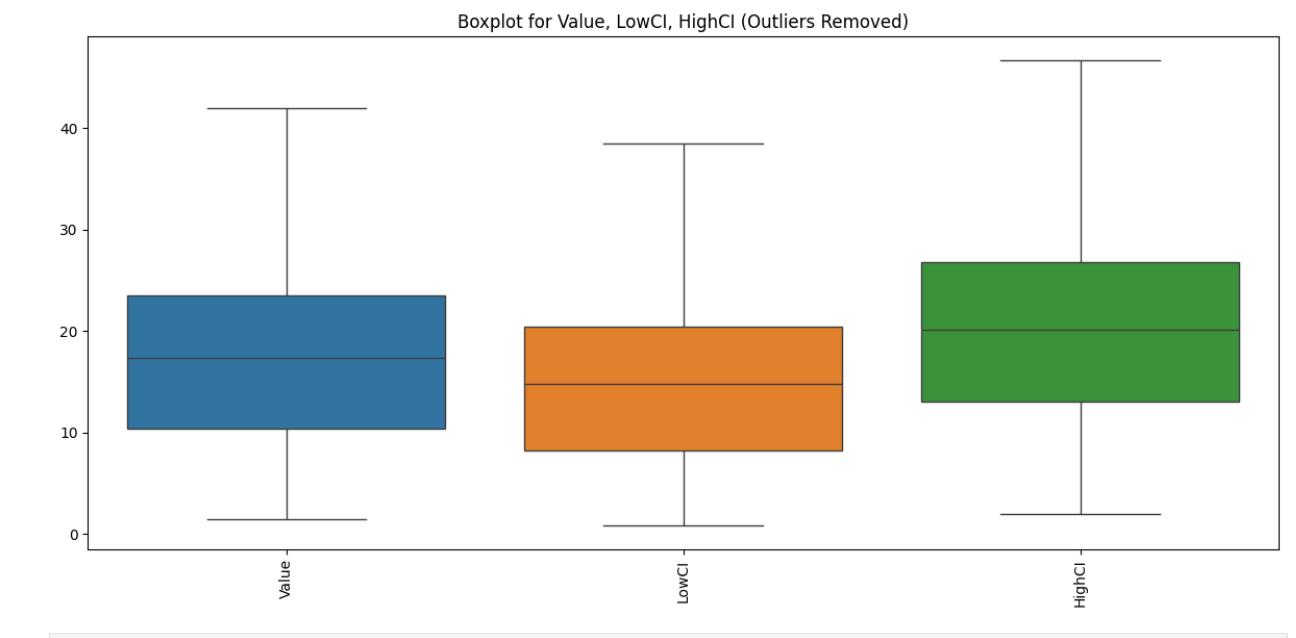 Boxplot for Value, LowCI, HighCI (Outliers Removed)
40
30
20
10
0
Value
LowCI
HighCI